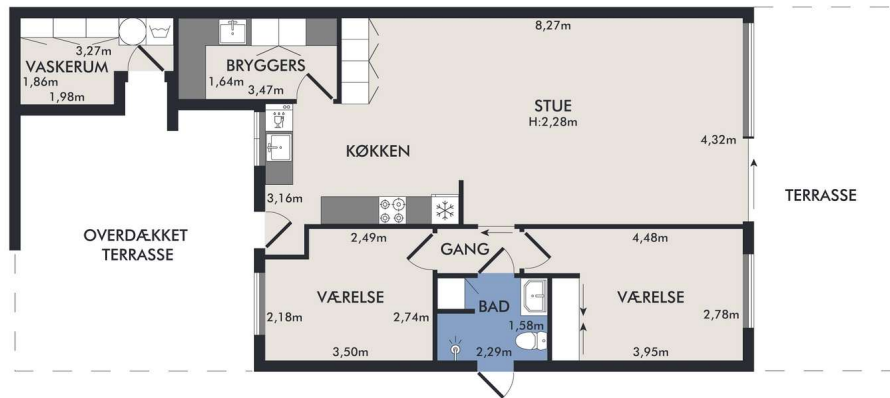 8,27m
3,27m
VASKERUM
1,86m
1,98m
BRYGGERS
1,64m
3,47m
STUE
H:2,28m
4,32m
KØKKEN
3,16m
TERRASSE
OVERDÆKKET
TERRASSE
2,49m
GANG
4,48m
VÆRELSE
2,18m
2,74m
3,50m
BAD
1,58m
2,29m
VÆRELSE
2,78m
3,95m